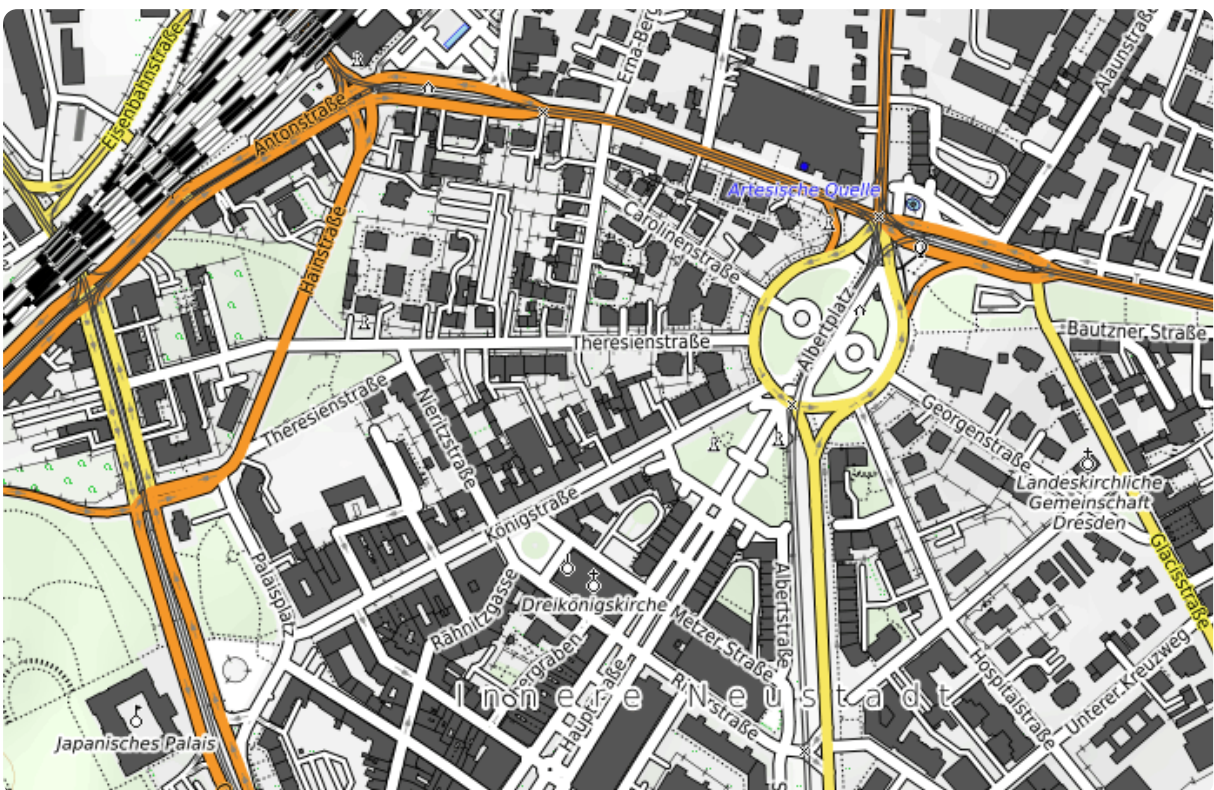 Eisenbahnstraße
Erna-Berg
Alaunstraße
Antonstraße
Artesische Quelle
Carolinenstraße
Hainstraße
Albertplatz
Bautzner Straße
Theresienstraße
Theresienstraße
Nieritzstraße
Georgenstraße
Landeskirchliche
Gemeinschaft
Dresden
Königstraße
Glacisstraße
Palaisplatz
Rähnitzgasse
Dreikönigskirche
Albertstraße
Metzer Straße
Hospitalstraße
Unterer Kreuzweg
Innere Neustadt
Japanisches Palais